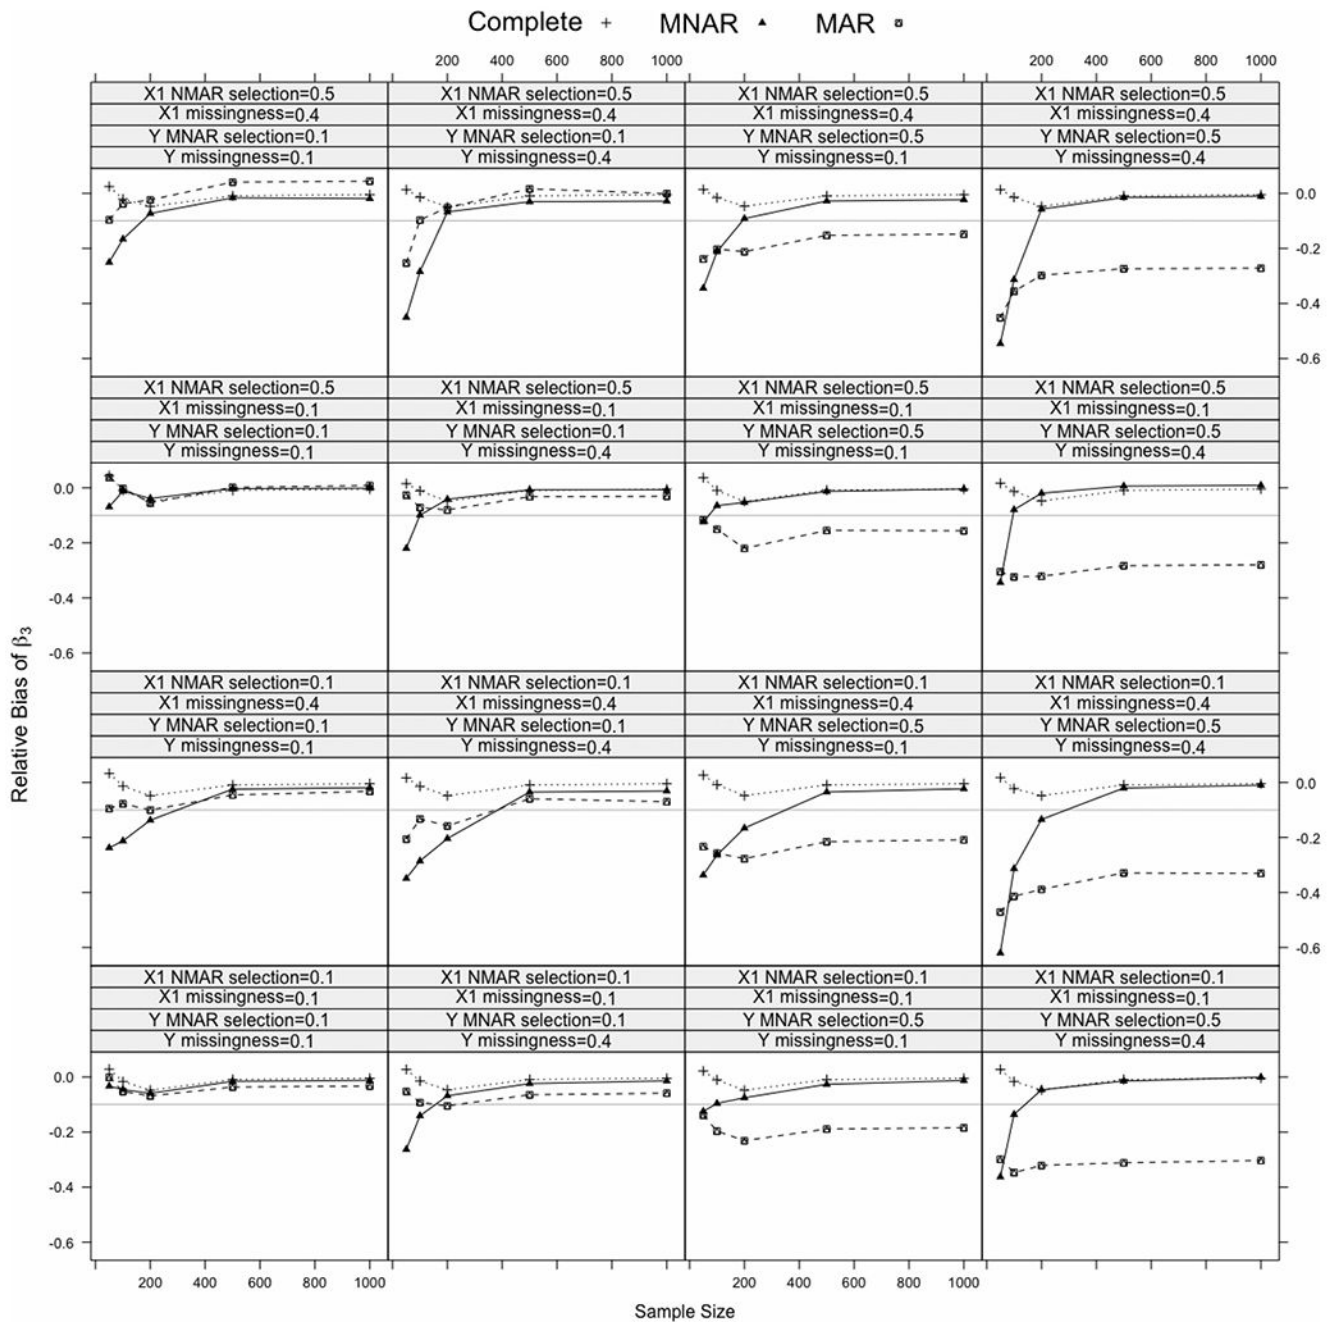 Complete + MNAR ▲ MAR
200 600 1000 200 600 1000
X1 NMAR selection=0.5 X1 NMAR selection=0.5 X1 NMAR selection=0.5 X1 NMAR selection=0.5
X1 missingness=0.4 X1 missingness=0.4 X1 missingness=0.4 X1 missingness=0.4
Y MNAR selection=0.1 Y MNAR selection=0.1 Y MNAR selection=0.5 Y MNAR selection=0.5
Y missingness=0.1 Y missingness=0.4 Y missingness=0.1 Y missingness=0.4
0.0
-0.2
-0.4
-0.6
X1 NMAR selection=0.5 X1 NMAR selection=0.5 X1 NMAR selection=0.5 X1 NMAR selection=0.5
X1 missingness=0.1 X1 missingness=0.1 X1 missingness=0.1 X1 missingness=0.1
Y MNAR selection=0.1 Y MNAR selection=0.1 Y MNAR selection=0.5 Y MNAR selection=0.5
Y missingness=0.1 Y missingness=0.4 Y missingness=0.1 Y missingness=0.4
0.0
-0.2
-0.4
-0.6
Relative Bias of β3
X1 NMAR selection=0.1 X1 NMAR selection=0.1 X1 NMAR selection=0.1 X1 NMAR selection=0.1
X1 missingness=0.4 X1 missingness=0.4 X1 missingness=0.4 X1 missingness=0.4
Y MNAR selection=0.1 Y MNAR selection=0.1 Y MNAR selection=0.5 Y MNAR selection=0.5
Y missingness=0.1 Y missingness=0.4 Y missingness=0.1 Y missingness=0.4
0.0
-0.2
-0.4
-0.6
X1 NMAR selection=0.1 X1 NMAR selection=0.1 X1 NMAR selection=0.1 X1 NMAR selection=0.1
X1 missingness=0.1 X1 missingness=0.1 X1 missingness=0.1 X1 missingness=0.1
Y MNAR selection=0.1 Y MNAR selection=0.1 Y MNAR selection=0.5 Y MNAR selection=0.5
Y missingness=0.1 Y missingness=0.4 Y missingness=0.1 Y missingness=0.4
0.0
-0.2
-0.4
-0.6
200 400 600 800 1000 200 400 600 800 1000
Sample Size